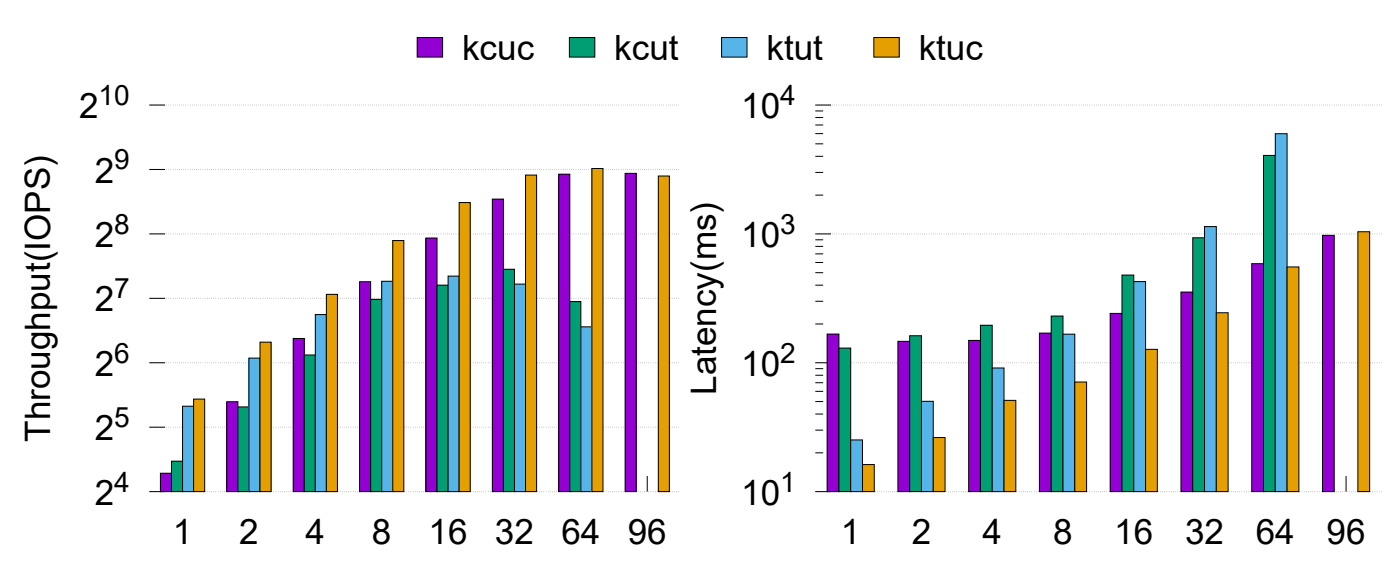 kcuc kcut ktut ktuc
Throughput(IOPS)
2^10
2^9
2^8
2^7
2^6
2^5
2^4
1 2 4 8 16 32 64 96
Latency(ms)
10^4
10^3
10^2
10^1
1 2 4 8 16 32 64 96